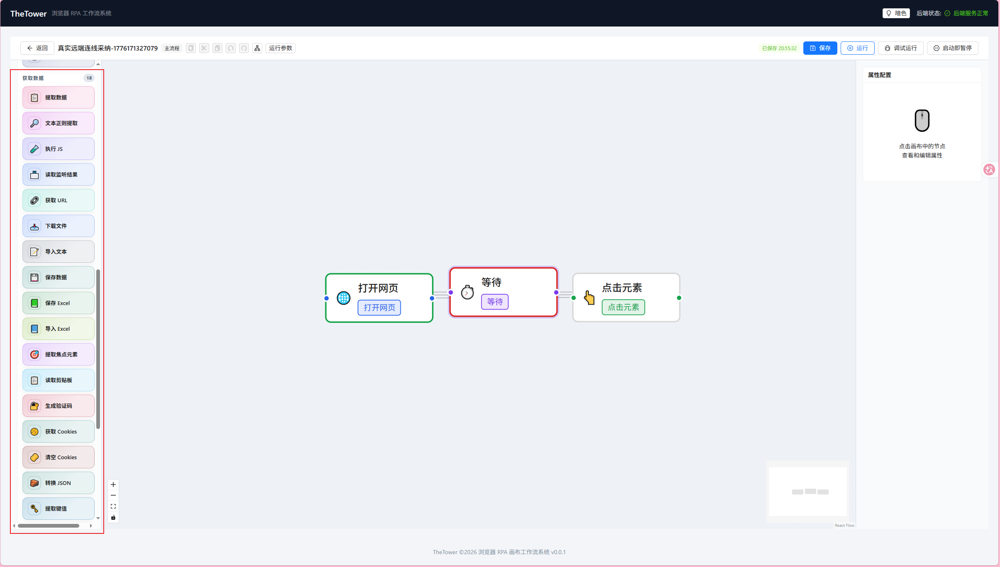 TheTower 浏览器 RPA 工作流系统
暗色 后端状态: 后端服务正常
返回 真实远端连线采纳-1776171327079 主流程 运行参数
已保存 20:55:32 保存 运行 调试运行 启动即暂停
获取数据 18
提取数据
文本正则提取
执行 JS
读取监听结果
获取 URL
下载文件
导入文本
保存数据
保存 Excel
导入 Excel
提取焦点元素
读取剪贴板
生成验证码
获取 Cookies
清空 Cookies
转换 JSON
提取键值
打开网页
打开网页
等待
等待
点击元素
点击元素
属性配置
点击画布中的节点
查看和编辑属性
React Flow
TheTower ©2026 浏览器 RPA 画布工作流系统 v0.0.1